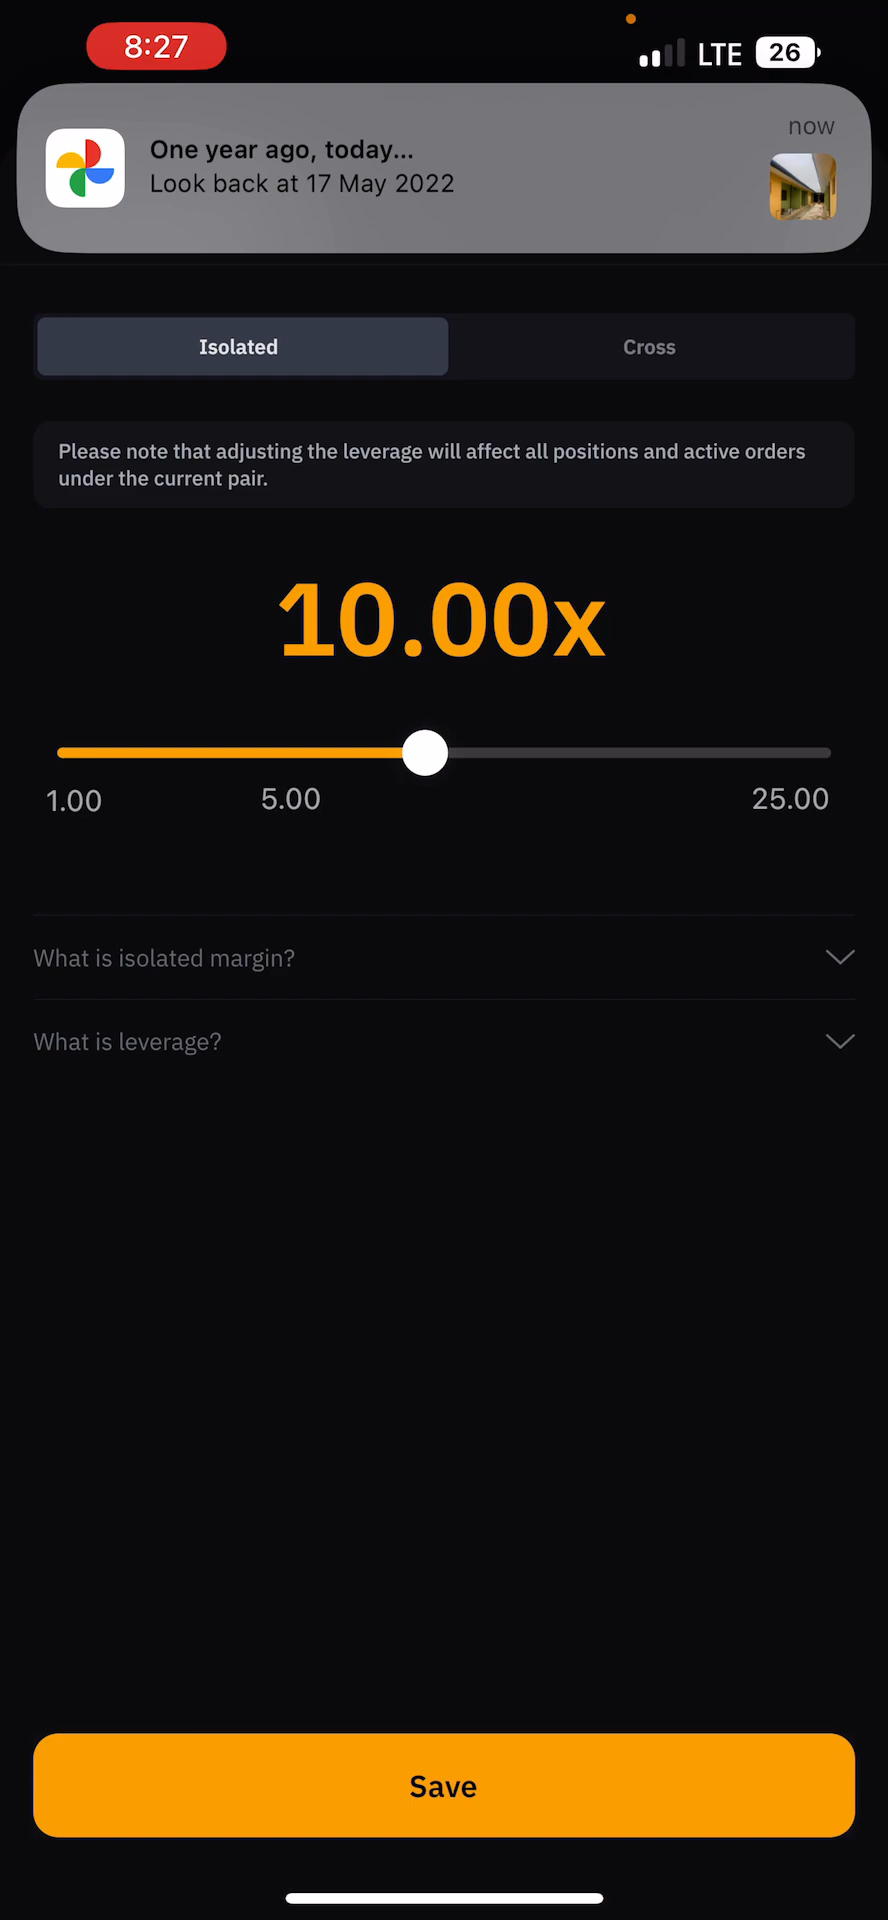 8:27
LTE 26
now
One year ago, today...
Look back at 17 May 2022
Isolated
Cross
Please note that adjusting the leverage will affect all positions and active orders
under the current pair.
10.00x
1.00 5.00 25.00
What is isolated margin?
What is leverage?
Save